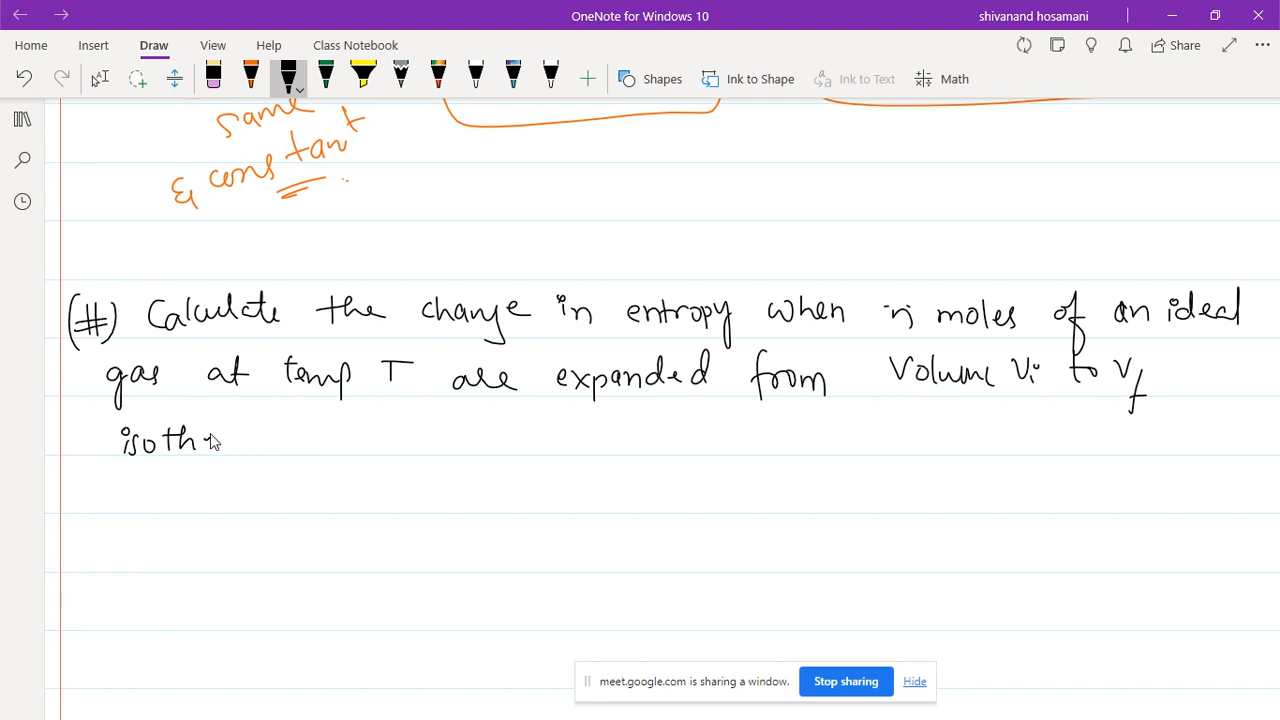 OneNote for Windows 10
shivanand hosamani
Home Insert Draw View Help Class Notebook
Share
Shapes Ink to Shape Ink to Text Math
same
& constant
(#) Calculate the change in entropy when n moles of an ideal
gas at temp T are expanded from Volume Vi to Vf
isoth
meet.google.com is sharing a window. Stop sharing Hide